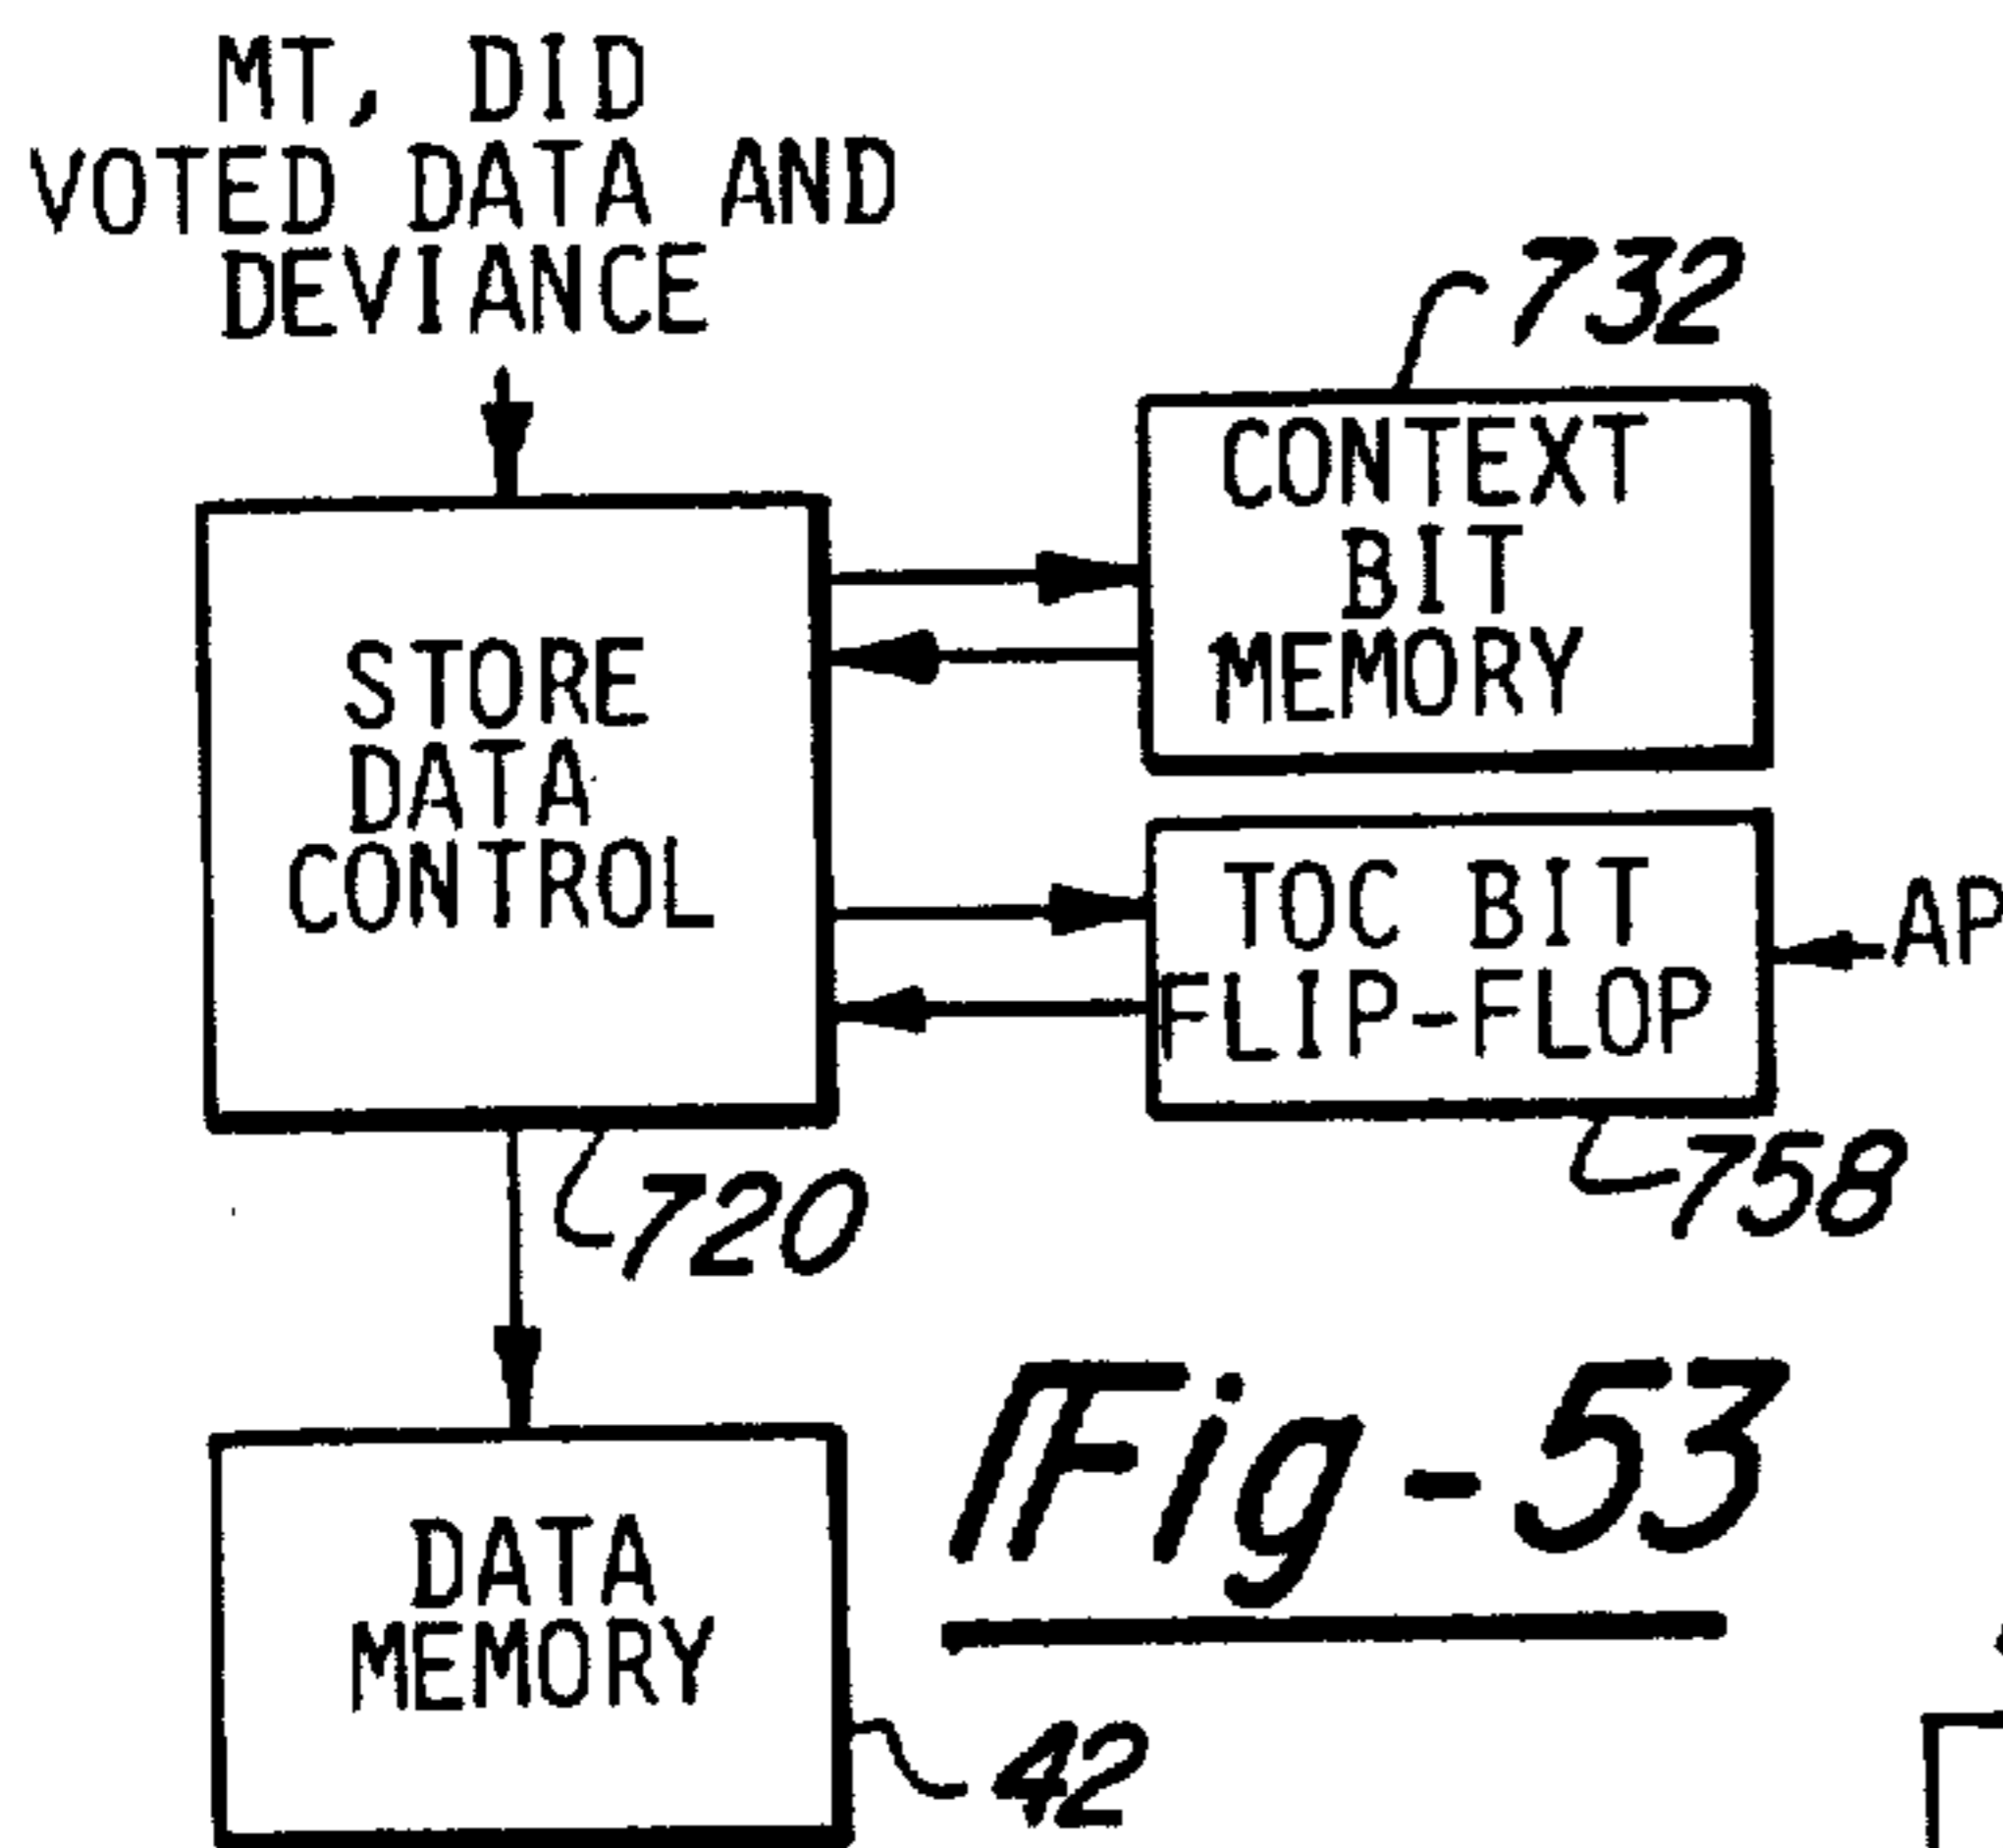 MT, DID
VOTED DATA AND
DEVIANCE
732
CONTEXT
BIT
MEMORY
STORE
DATA
CONTROL
TOC BIT
FLIP-FLOP
AP
758
720
Fig-53
DATA
MEMORY
42